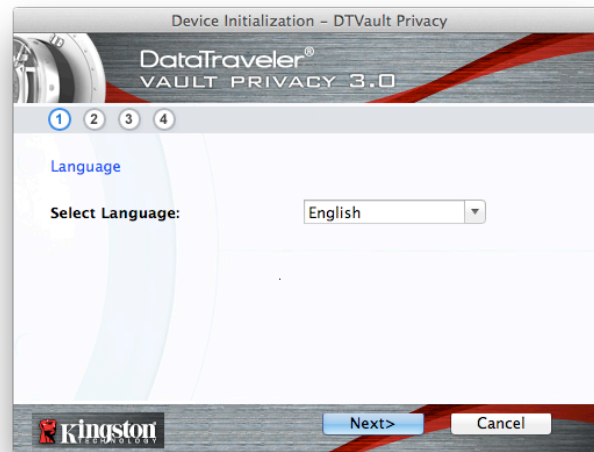 Device Initialization – DTVault Privacy
DataTraveler®
VAULT PRIVACY 3.0
1 2 3 4
Language
Select Language: English
Kingston
TECHNOLOGY
Next> Cancel